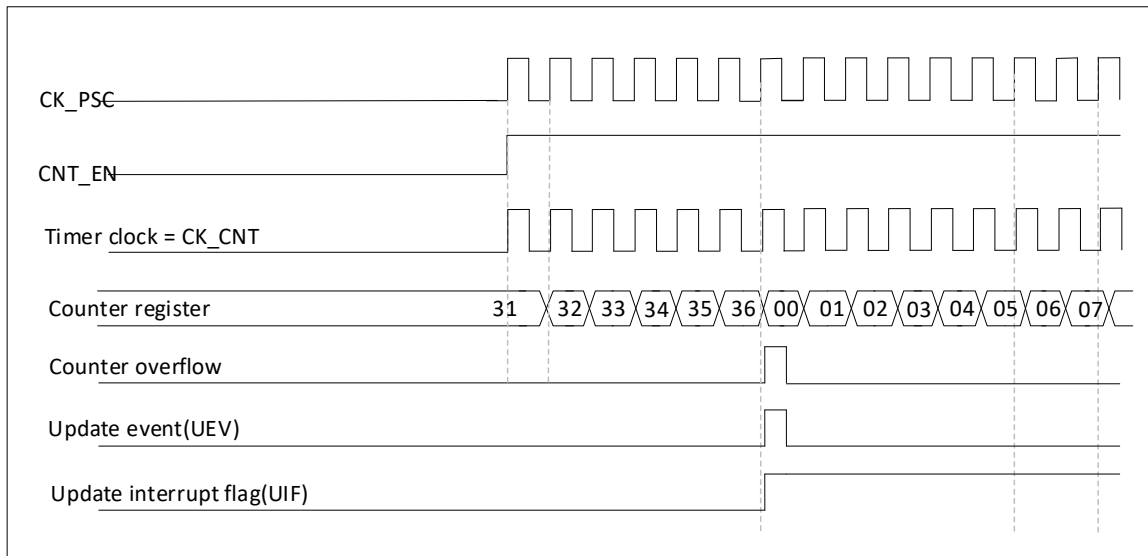 CK_PSC
CNT_EN
Timer clock = CK_CNT
Counter register 31 32 33 34 35 36 00 01 02 03 04 05 06 07
Counter overflow
Update event(UEV)
Update interrupt flag(UIF)